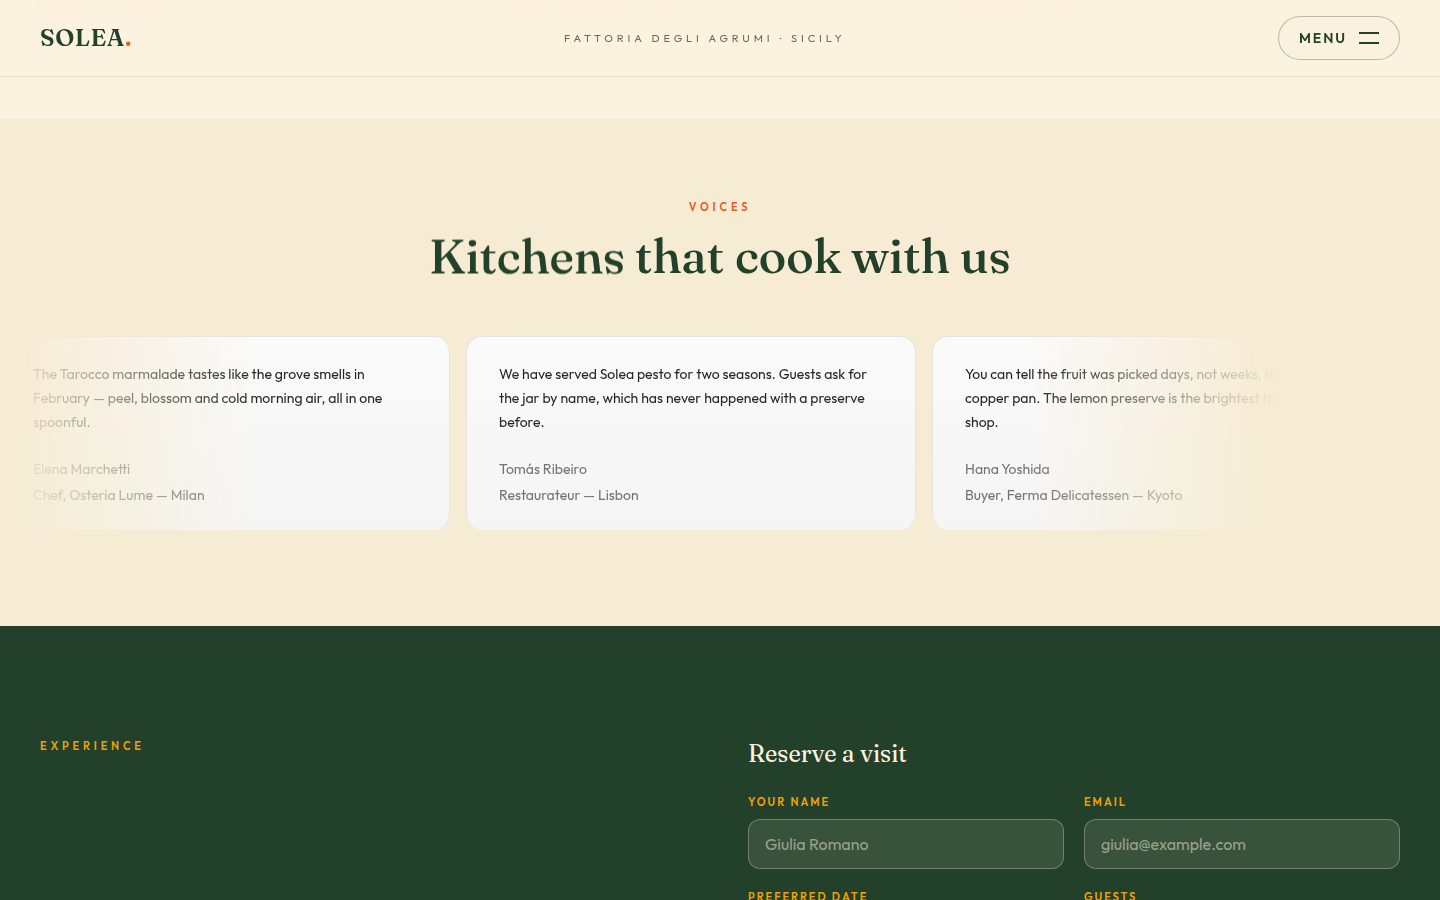 SOLEA.
FATTORIA DEGLI AGRUMI · SICILY
MENU
VOICES
Kitchens that cook with us
The Tarocco marmalade tastes like the grove smells in
February — peel, blossom and cold morning air, all in one
spoonful.
Elena Marchetti
Chef, Osteria Lume — Milan
We have served Solea pesto for two seasons. Guests ask for
the jar by name, which has never happened with a preserve
before.
Tomás Ribeiro
Restaurateur — Lisbon
You can tell the fruit was picked days, not weeks,
copper pan. The lemon preserve is the brightest
shop.
Hana Yoshida
Buyer, Ferma Delicatessen — Kyoto
EXPERIENCE
Reserve a visit
YOUR NAME
EMAIL
Giulia Romano
giulia@example.com
PREFERRED DATE
GUESTS